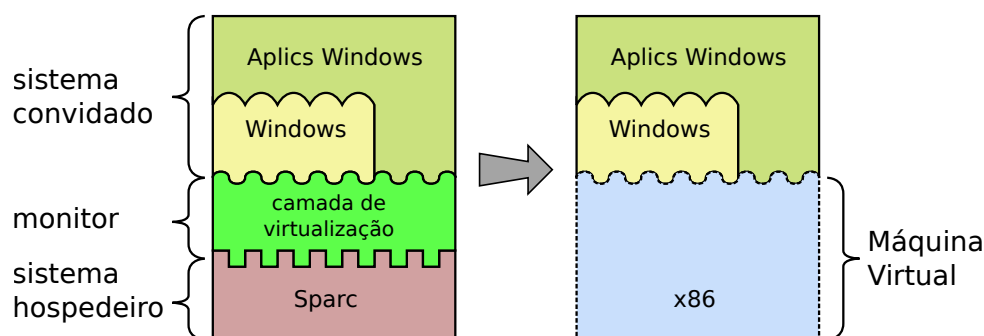 sistema
convidado
Aplics Windows
Windows
monitor
camada de
virtualização
sistema
hospedeiro
Sparc
Aplics Windows
Windows
x86
Máquina
Virtual